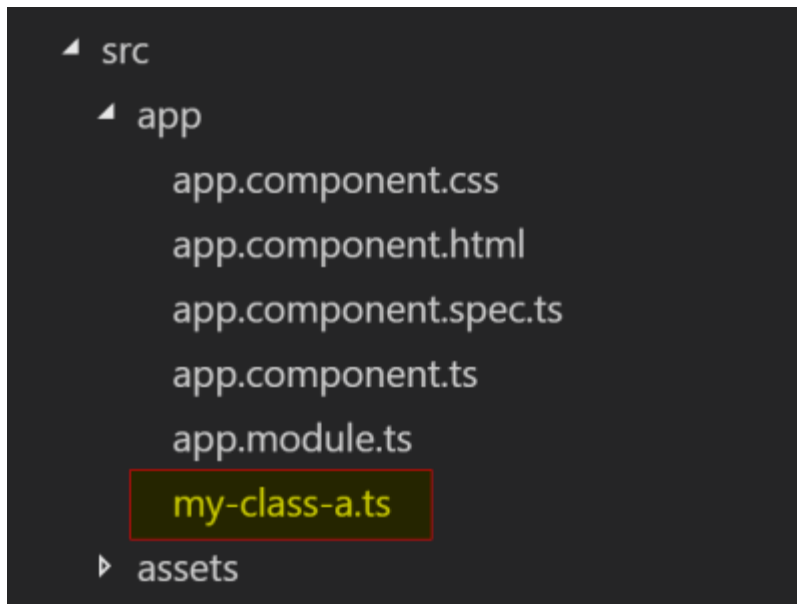 src
app
app.component.css
app.component.html
app.component.spec.ts
app.component.ts
app.module.ts
my-class-a.ts
assets